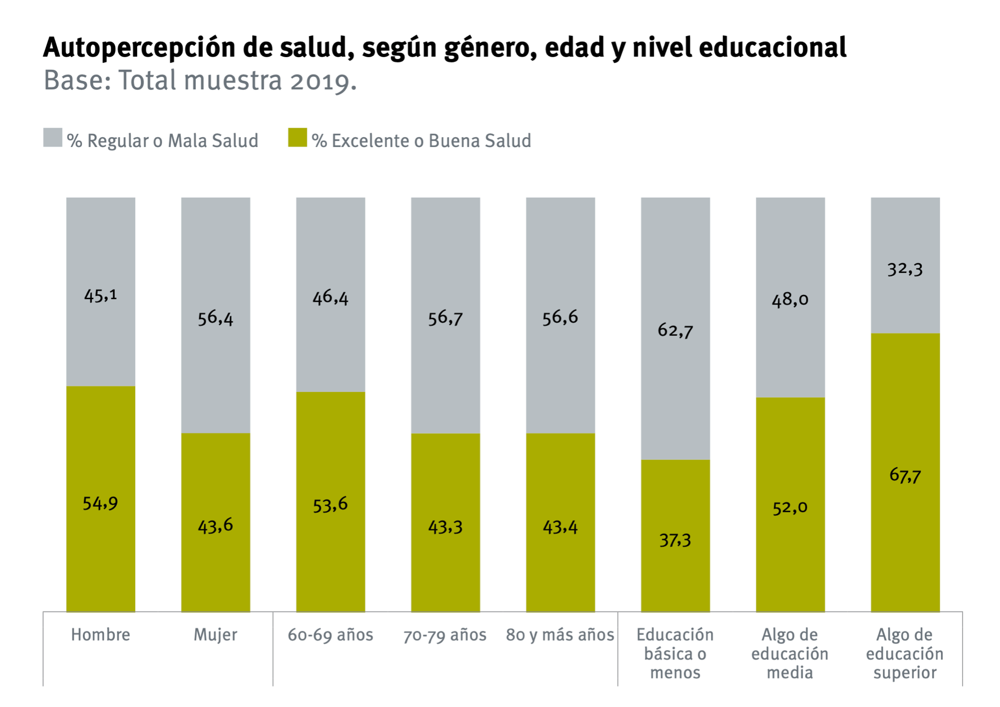 Autopercepción de salud, según género, edad y nivel educacional
Base: Total muestra 2019.
% Regular o Mala Salud
% Excelente o Buena Salud
45,1
56,4
46,4
56,7
56,6
62,7
48,0
32,3
54,9
43,6
53,6
43,3
43,4
37,3
52,0
67,7
Hombre
Mujer
60-69 años
70-79 años
80 y más años
Educación
básica o
menos
Algo de
educación
media
Algo de
educación
superior